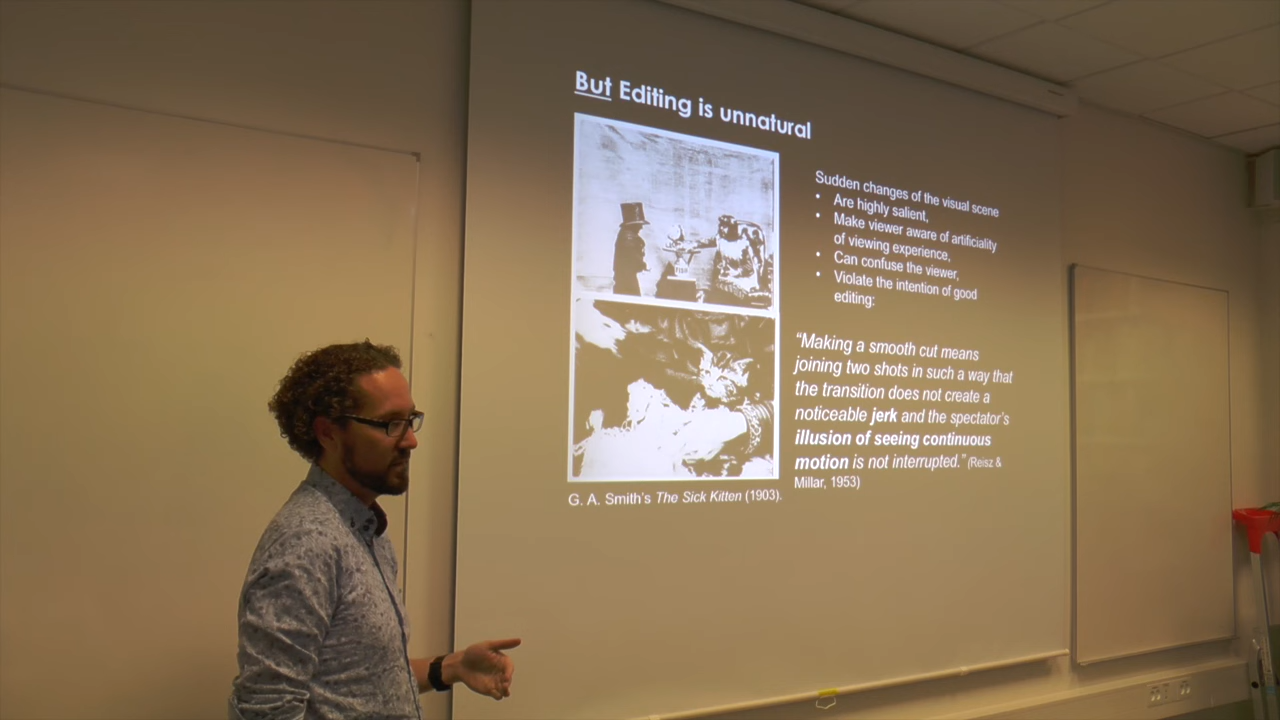 But Editing is unnatural
Sudden changes of the visual scene
• Are highly salient,
• Make viewer aware of artificiality
of viewing experience,
• Can confuse the viewer,
• Violate the intention of good
editing:
FISIK
“Making a smooth cut means
joining two shots in such a way that
the transition does not create a
noticeable jerk and the spectator’s
illusion of seeing continuous
motion is not interrupted.” (Reisz &
Millar, 1953)
G. A. Smith’s The Sick Kitten (1903).